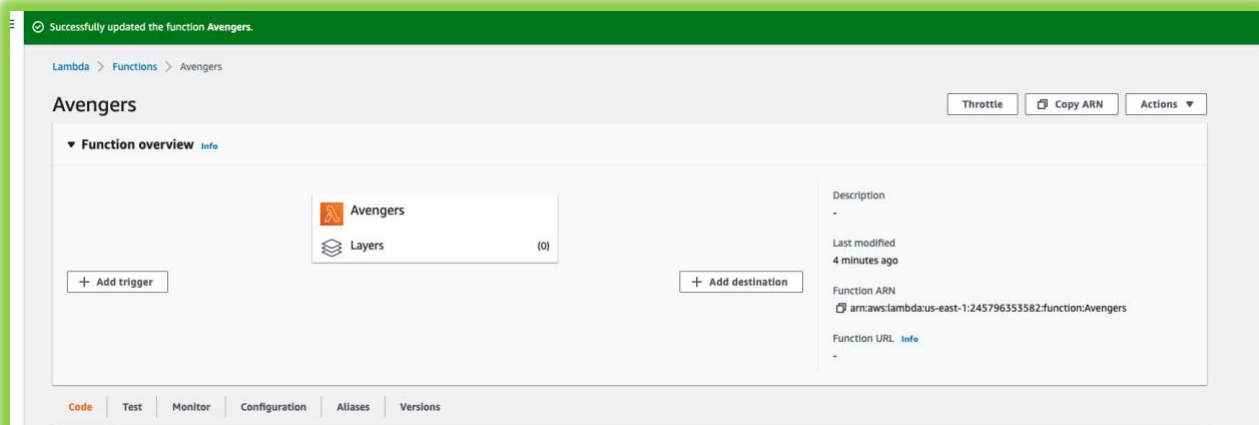 Successfully updated the function Avengers.
Lambda > Functions > Avengers
Avengers
Throttle
Copy ARN
Actions ▼
▼ Function overview Info
Avengers
Layers
(0)
+ Add trigger
+ Add destination
Description
-
Last modified
4 minutes ago
Function ARN
arn:aws:lambda:us-east-1:245796353582:function:Avengers
Function URL Info
-
Code
Test
Monitor
Configuration
Aliases
Versions